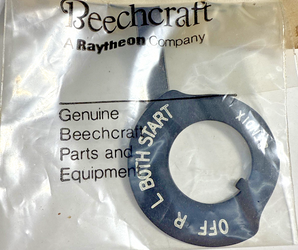 Beechcraft
A Raytheon Company
Genuine
Beechcraft
Parts and
Equipment
OFF R L BOTH START